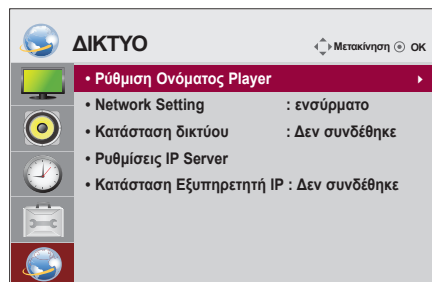 ΔΙΚΤΥΟ
Μετακίνηση OK
• Ρύθμιση Ονόματος Player
• Network Setting : ενσύρματο
• Κατάσταση δικτύου : Δεν συνδέθηκε
• Ρυθμίσεις IP Server
• Κατάσταση Εξυπηρετητή IP : Δεν συνδέθηκε